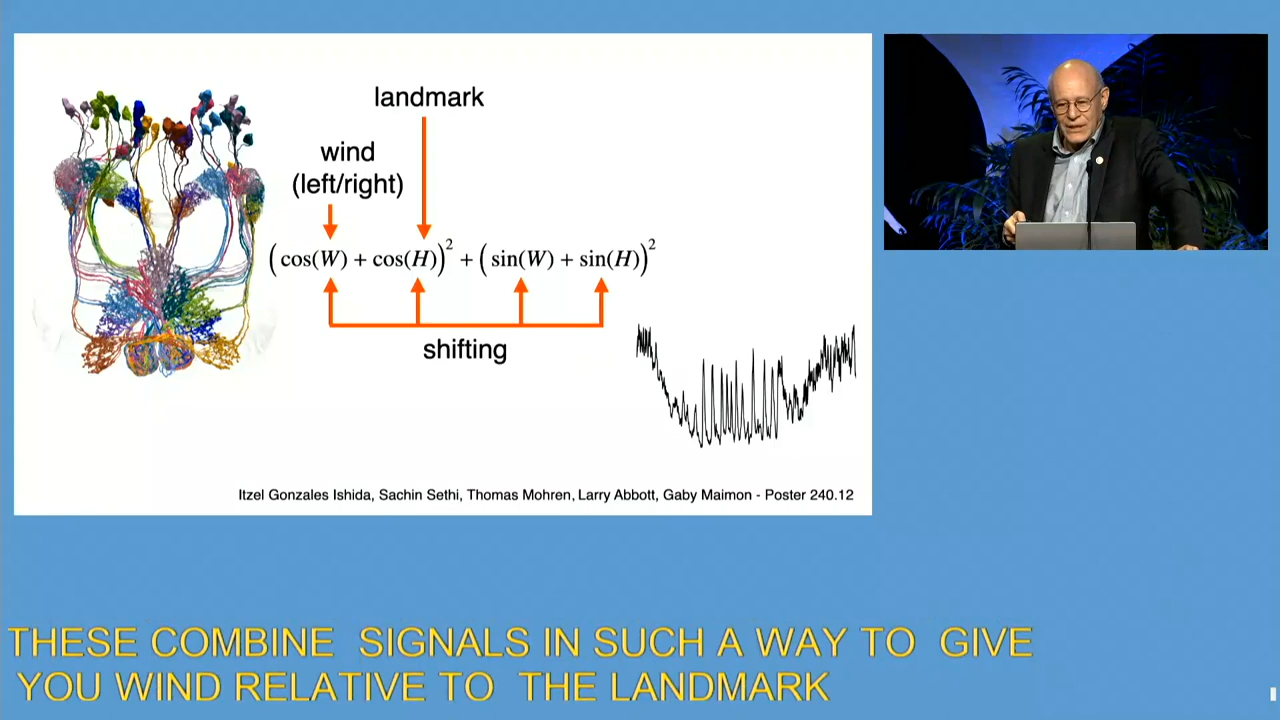 landmark
wind
(left/right)
(cos(W) + cos(H))² + (sin(W) + sin(H))²
shifting
Itzel Gonzales Ishida, Sachin Sethi, Thomas Mohren, Larry Abbott, Gaby Maimon - Poster 240.12
THESE COMBINE SIGNALS IN SUCH A WAY TO GIVE
YOU WIND RELATIVE TO THE LANDMARK